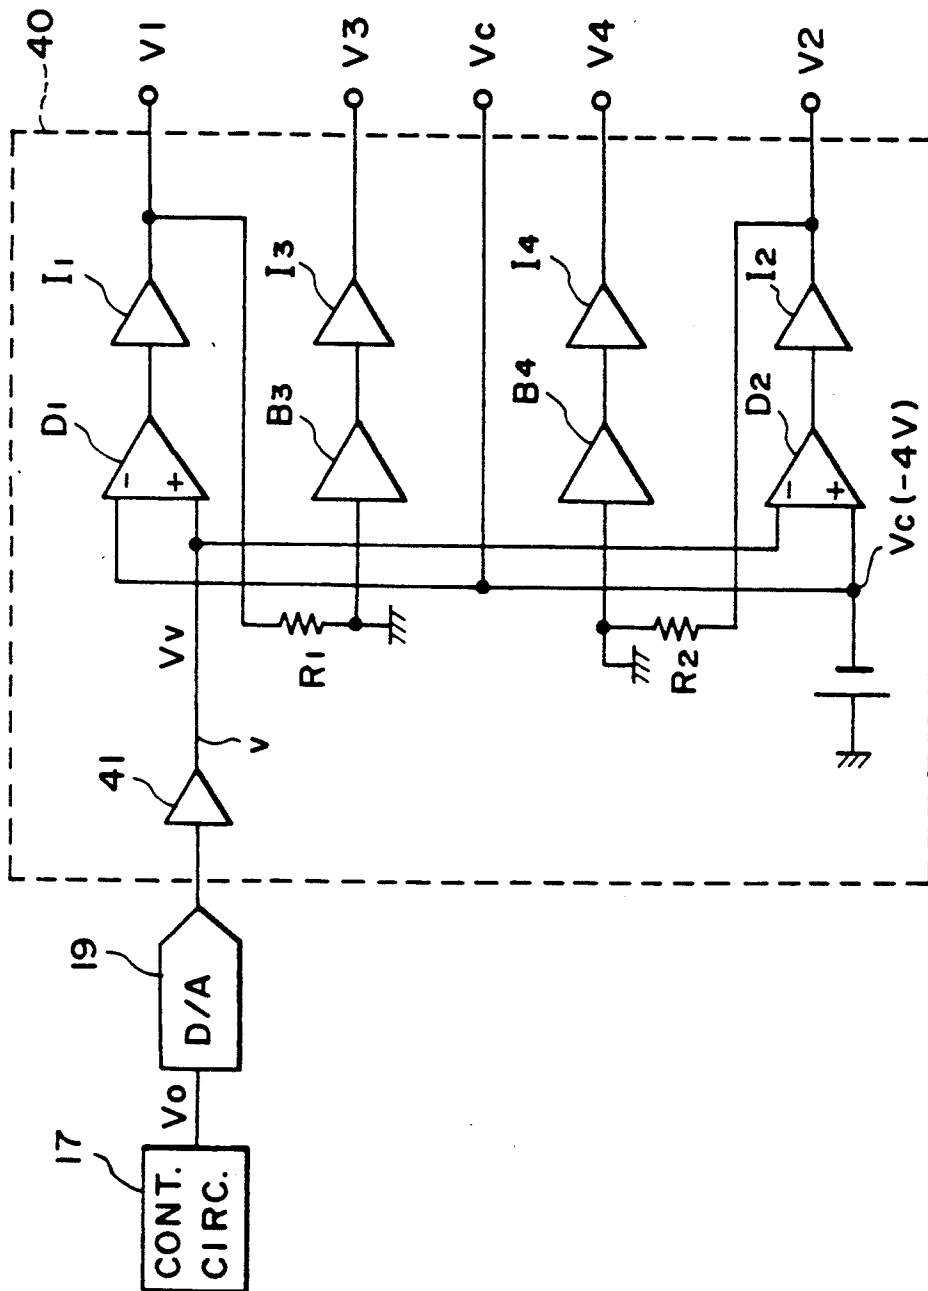 40
V1
V3
Vc
V4
V2
I1
I3
I4
I2
D1
B3
B4
D2
-
+
-
+
Vc (-4V)
R1
R2
Vv
v
41
19
D/A
Vo
17
CONT.
CIRC.